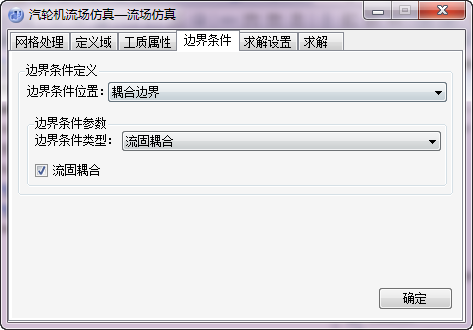 汽轮机流场仿真—流场仿真
网格处理 定义域 工质属性 边界条件 求解设置 求解
边界条件定义
边界条件位置： 耦合边界
边界条件参数
边界条件类型： 流固耦合
流固耦合
确定